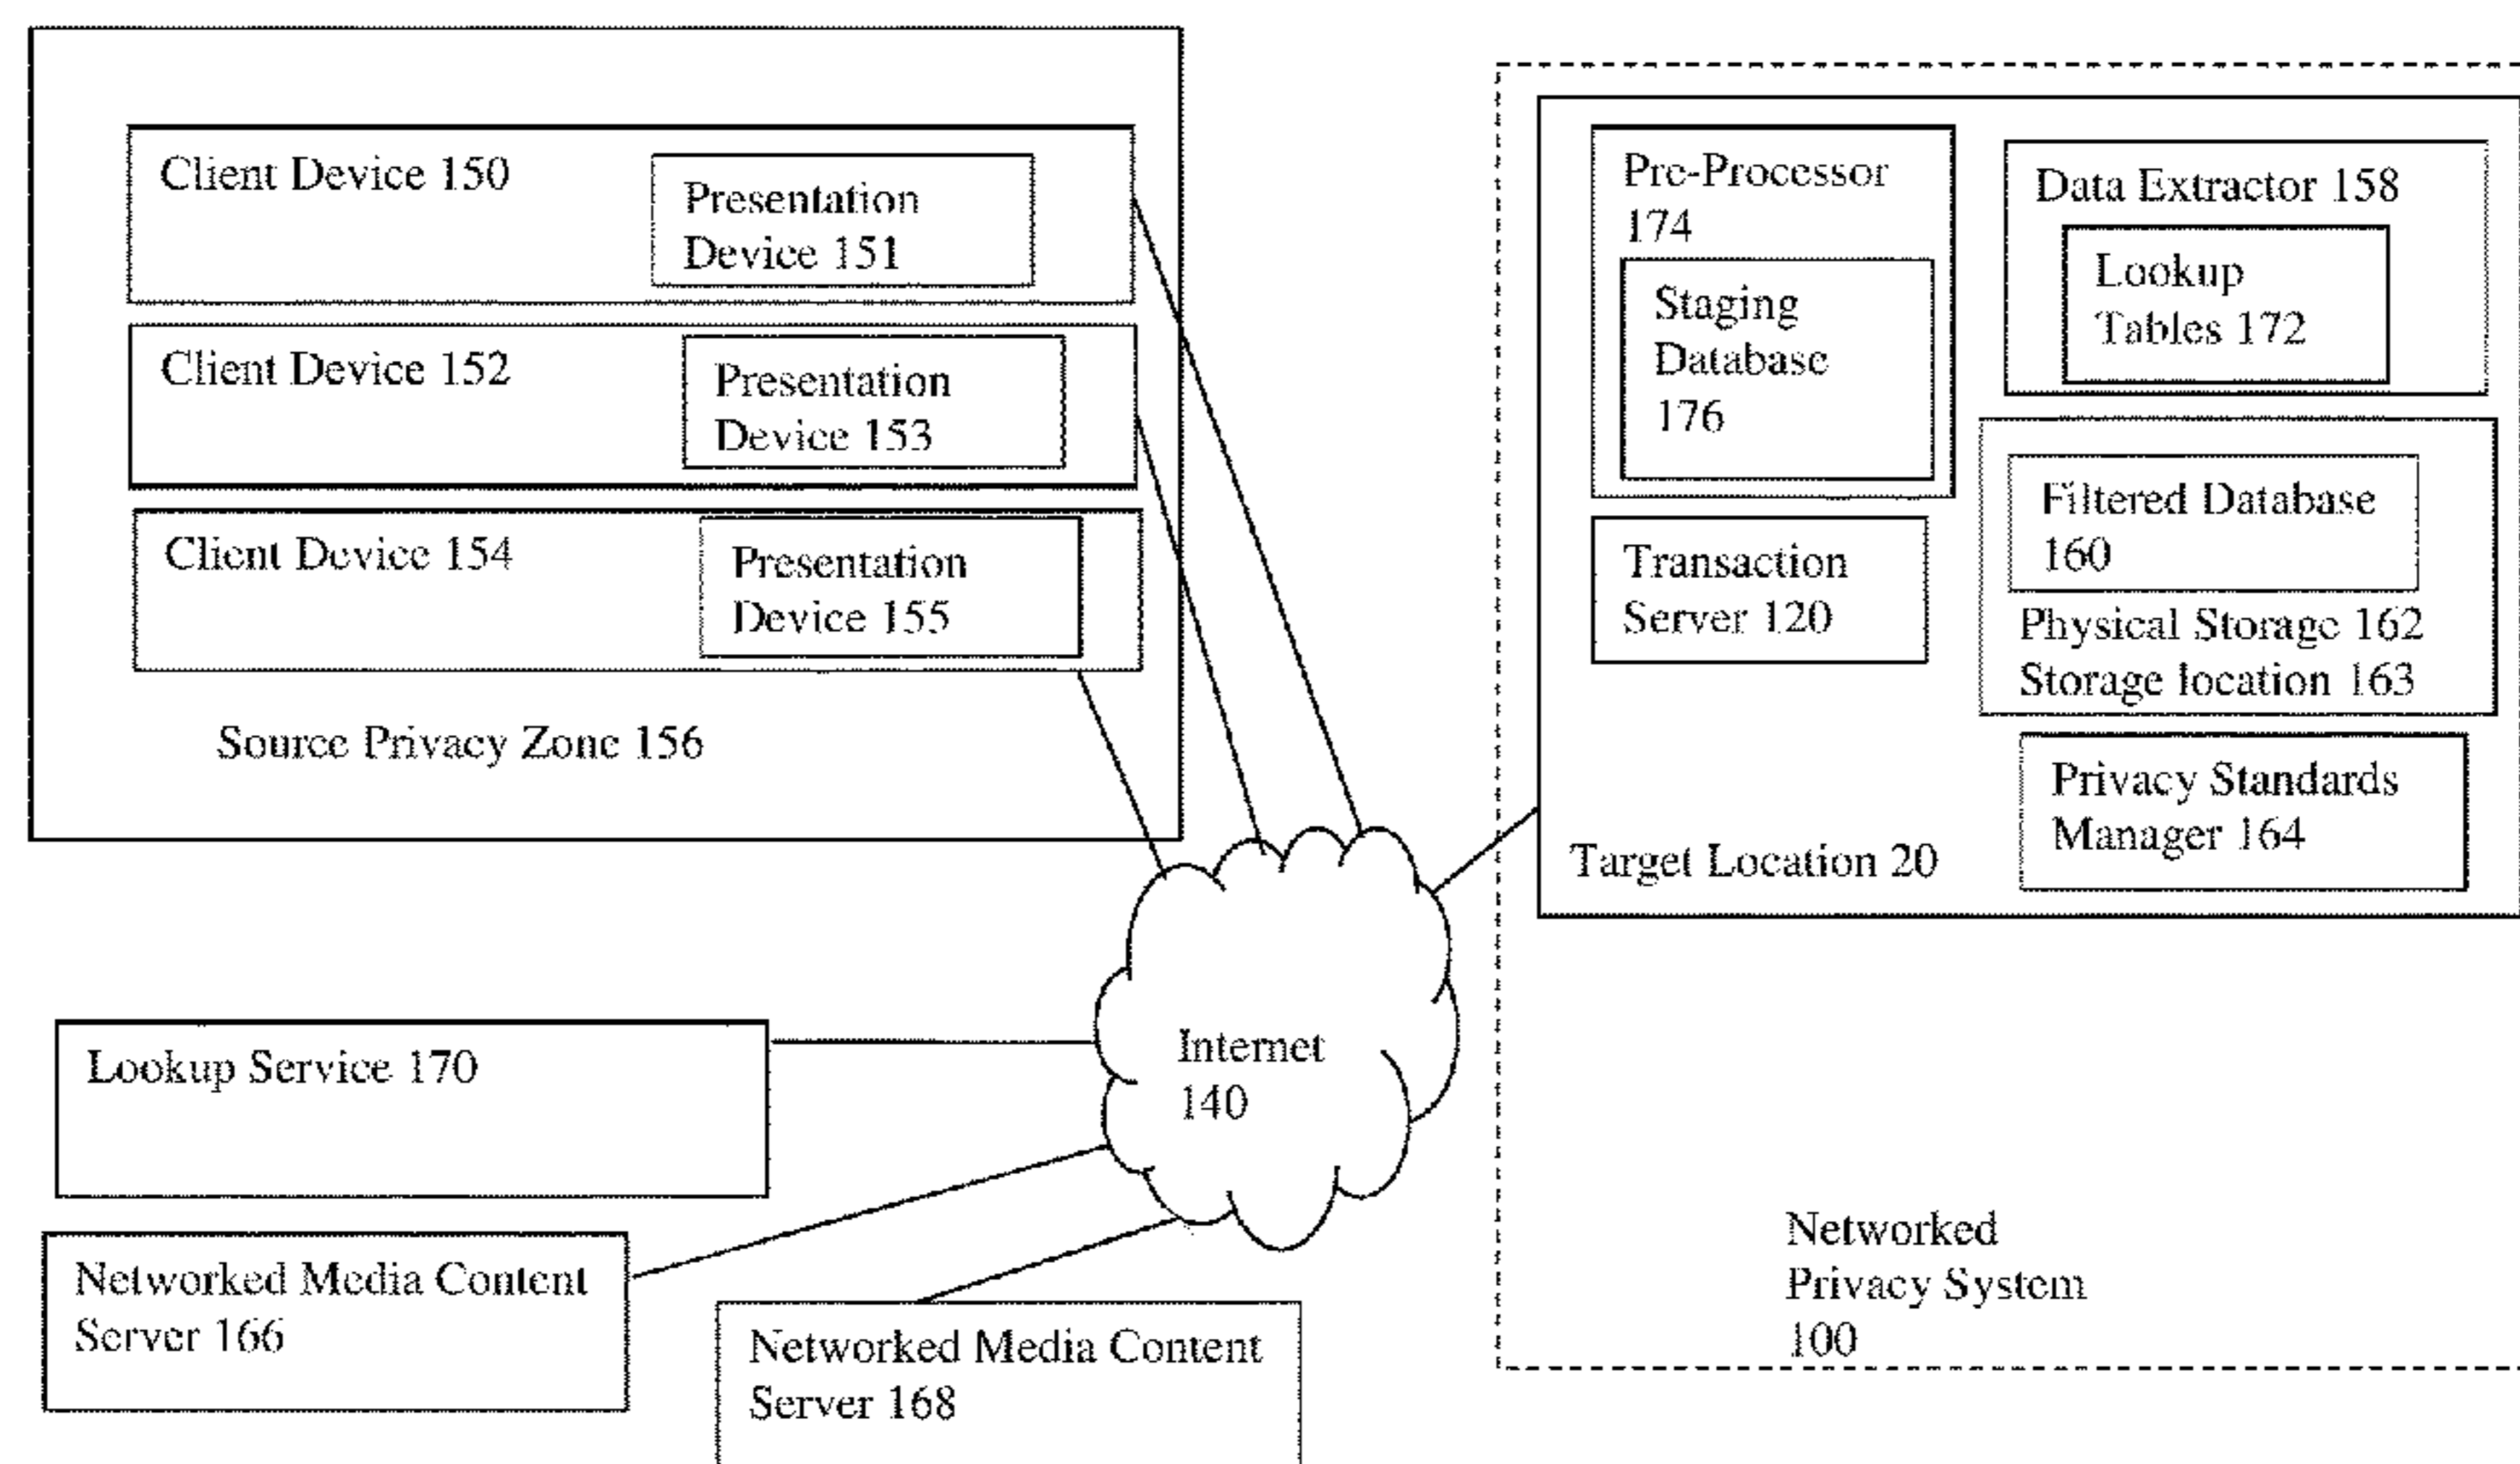 Client Device 150
Presentation
Device 151
Client Device 152
Presentation
Device 153
Client Device 154
Presentation
Device 155
Source Privacy Zone 156
Pre-Processor
174
Staging
Database
176
Data Extractor 158
Lookup
Tables 172
Filtered Database
160
Physical Storage 162
Storage location 163
Transaction
Server 120
Privacy Standards
Manager 164
Target Location 20
Internet
140
Lookup Service 170
Networked Media Content
Server 166
Networked Media Content
Server 168
Networked
Privacy System
100